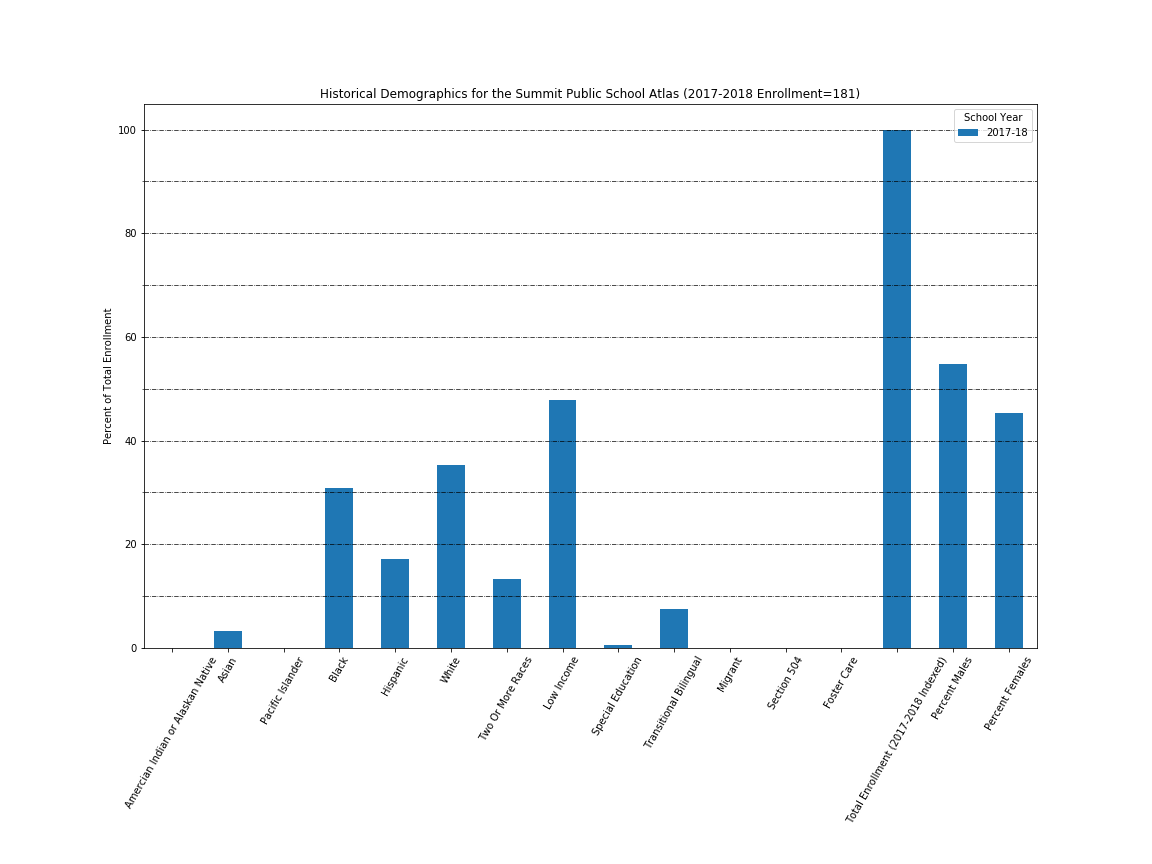 Historical Demographics for the Summit Public School Atlas (2017-2018 Enrollment=181)
School Year
2017-18
Percent of Total Enrollment
100
80
60
40
20
0
Amercian Indian or Alaskan Native
Asian
Pacific Islander
Black
Hispanic
White
Two Or More Races
Low Income
Special Education
Transitional Bilingual
Migrant
Section 504
Foster Care
Total Enrollment (2017-2018 Indexed)
Percent Males
Percent Females